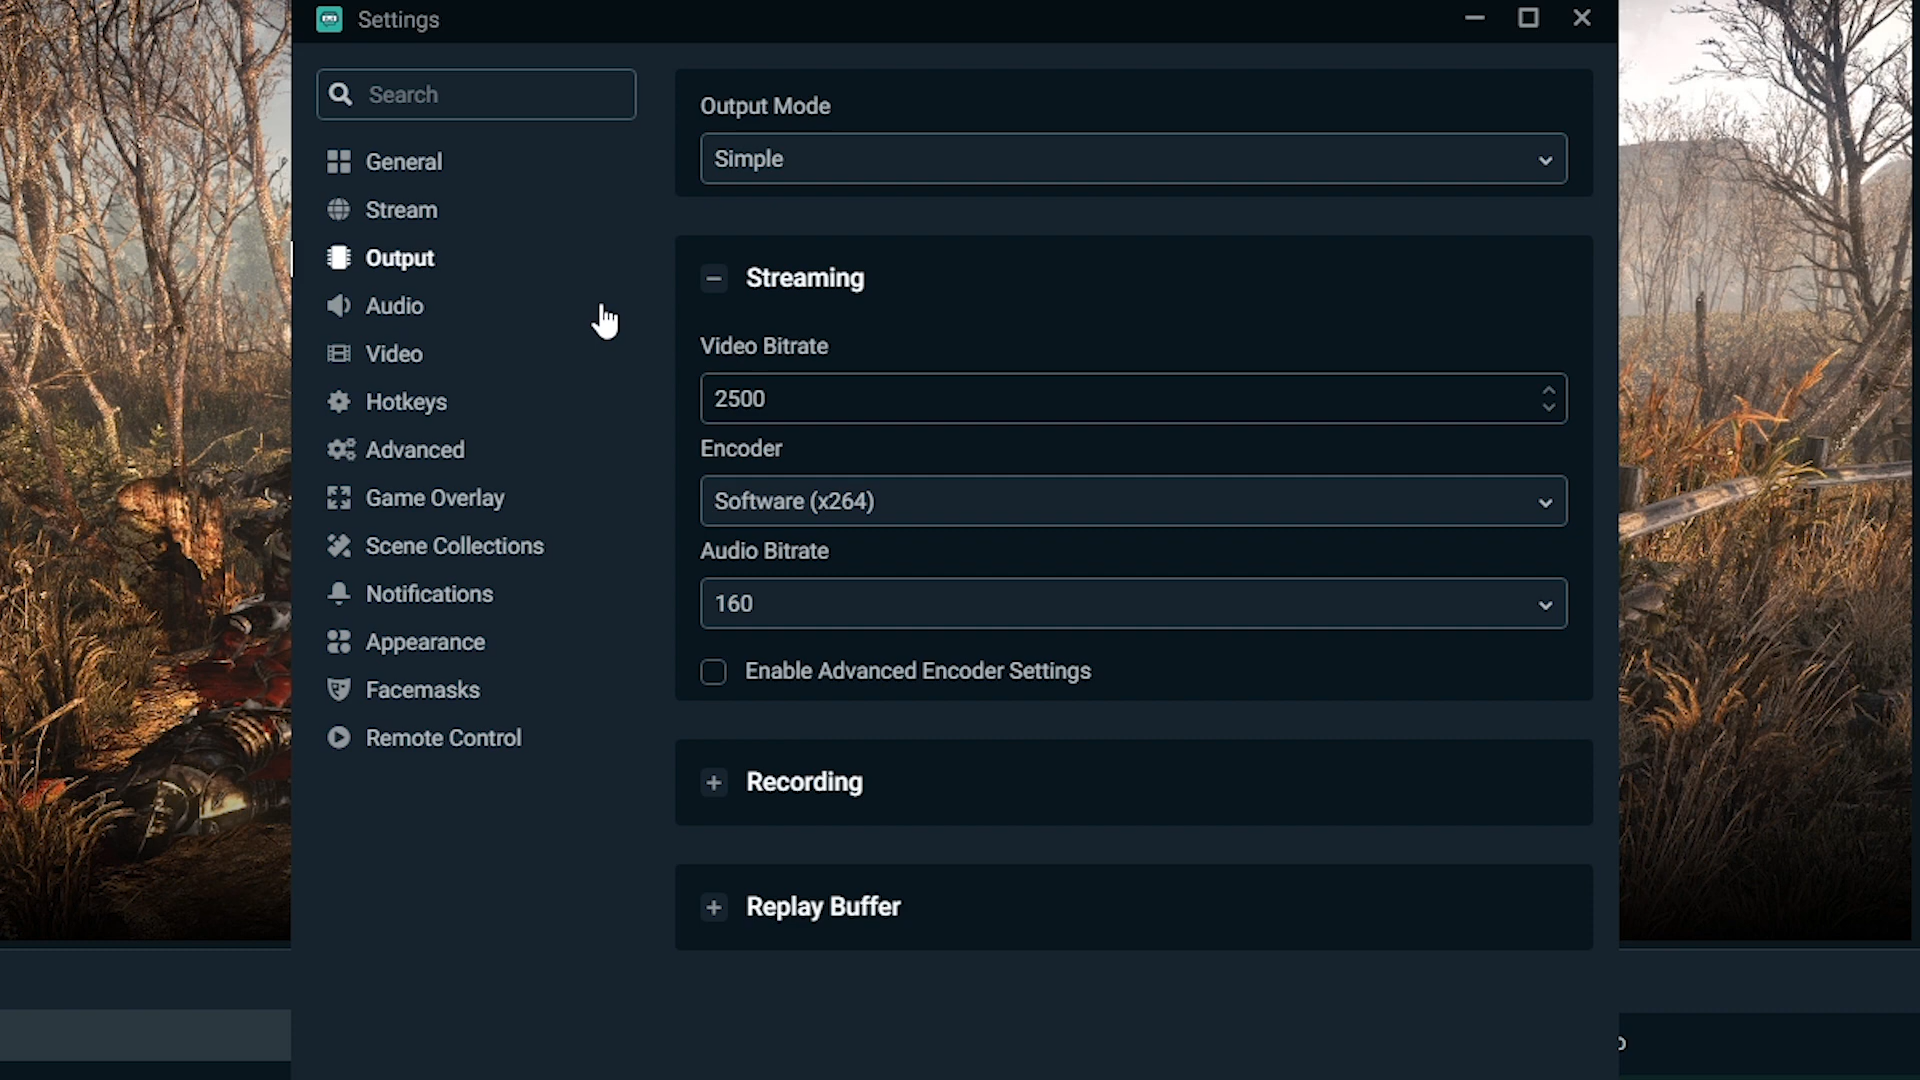 Settings
Search
General
Stream
Output
Audio
Video
Hotkeys
Advanced
Game Overlay
Scene Collections
Notifications
Appearance
Facemasks
Remote Control
Output Mode
Simple
Streaming
Video Bitrate
2500
Encoder
Software (x264)
Audio Bitrate
160
Enable Advanced Encoder Settings
Recording
Replay Buffer